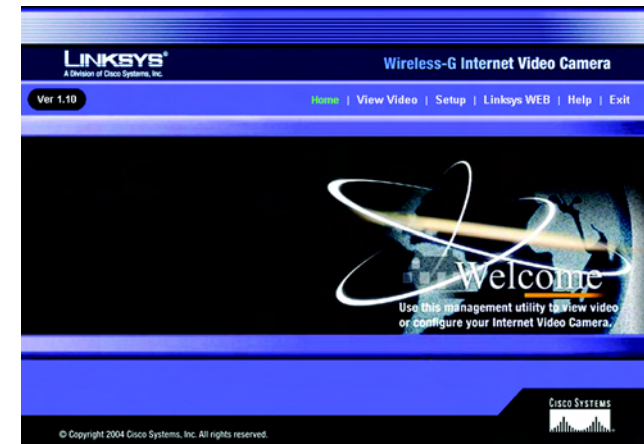 LINKSYS®
A Division of Cisco Systems, Inc.
Wireless-G Internet Video Camera
Ver 1.10
Home | View Video | Setup | Linksys WEB | Help | Exit
Welcome
Use this management utility to view video
or configure your Internet Video Camera.
CISCO SYSTEMS
© Copyright 2004 Cisco Systems, Inc. All rights reserved.